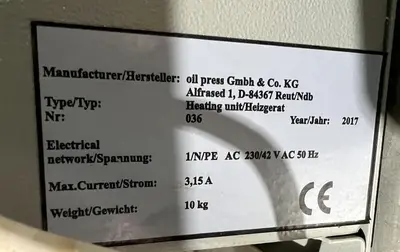 Manufacturer/Hersteller: oil press Gmbh & Co. KG
Alfrased 1, D-84367 Reut/Ndb
Type/Typ: Heating unit/Heizgerat
Nr: 036 Year/Jahr: 2017
Electrical
network/Spannung: 1/N/PE AC 230/42 V AC 50 Hz
Max.Current/Strom: 3,15 A
Weight/Gewicht: 10 kg
CE